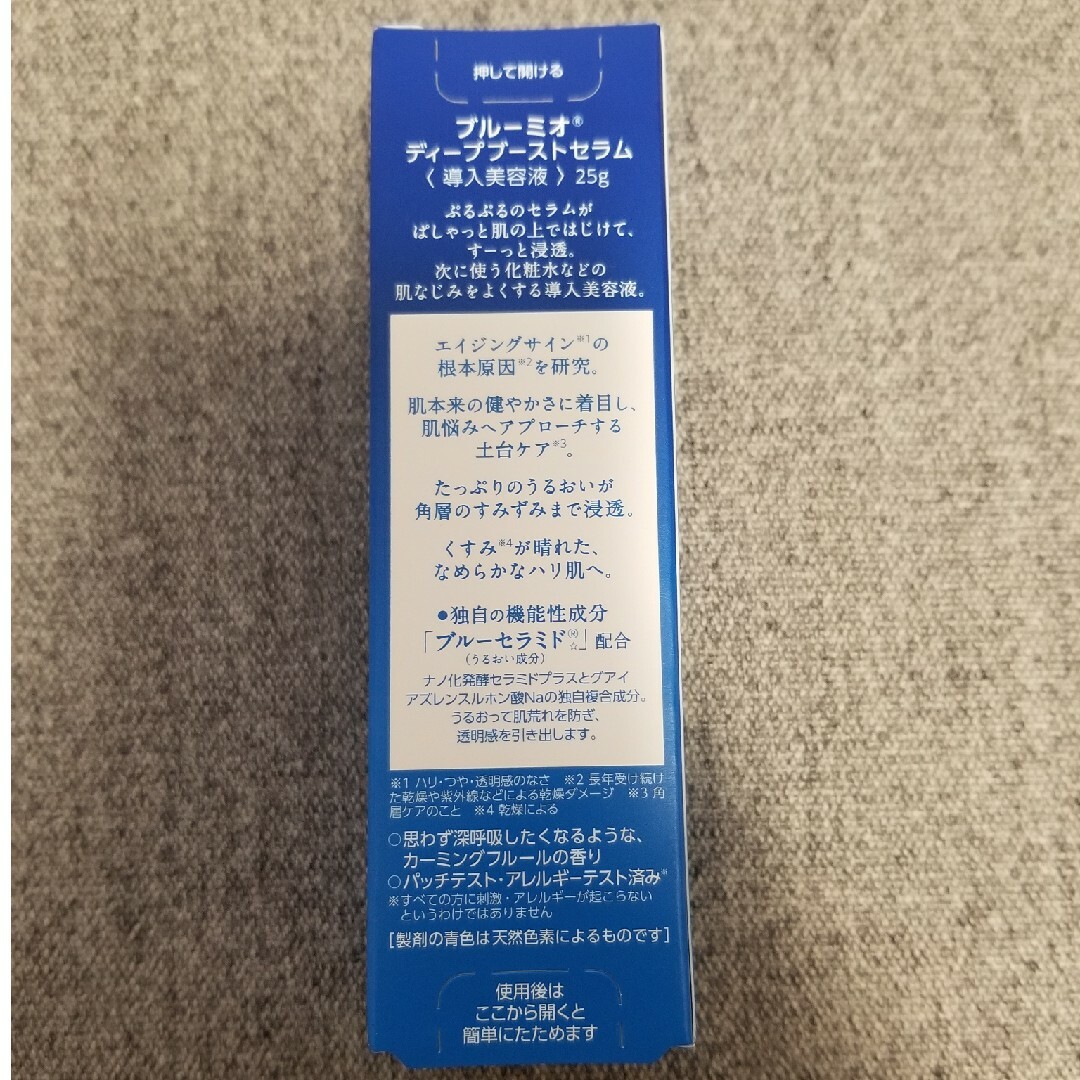 押して開ける
ブルーミオ®
ディープブーストセラム
〈 導入美容液 〉 25g
ぷるぷるのセラムが
ぱしゃっと肌の上ではじけて、
すーっと浸透。
次に使う化粧水などの
肌なじみをよくする導入美容液。
エイジングサイン※1の
根本原因※2を研究。
肌本来の健やかさに着目し、
肌悩みへアプローチする
土台ケア※3。
たっぷりのうるおいが
角層のすみずみまで浸透。
くすみ※4が晴れた、
なめらかなハリ肌へ。
●独自の機能性成分
「ブルーセラミド®☆」配合
（うるおい成分）
ナノ化発酵セラミドプラスとグアイ
アズレンスルホン酸Naの独自複合成分。
うるおって肌荒れを防ぎ、
透明感を引き出します。
※1 ハリ・つや・透明感のなさ ※2 長年受け続け
た乾燥や紫外線などによる乾燥ダメージ ※3 角
層ケアのこと ※4 乾燥による
○思わず深呼吸したくなるような、
カーミングフルールの香り
○パッチテスト・アレルギーテスト済み※
※すべての方に刺激・アレルギーが起こらない
というわけではありません
［製剤の青色は天然色素によるものです］
使用後は
ここから開くと
簡単にたためます